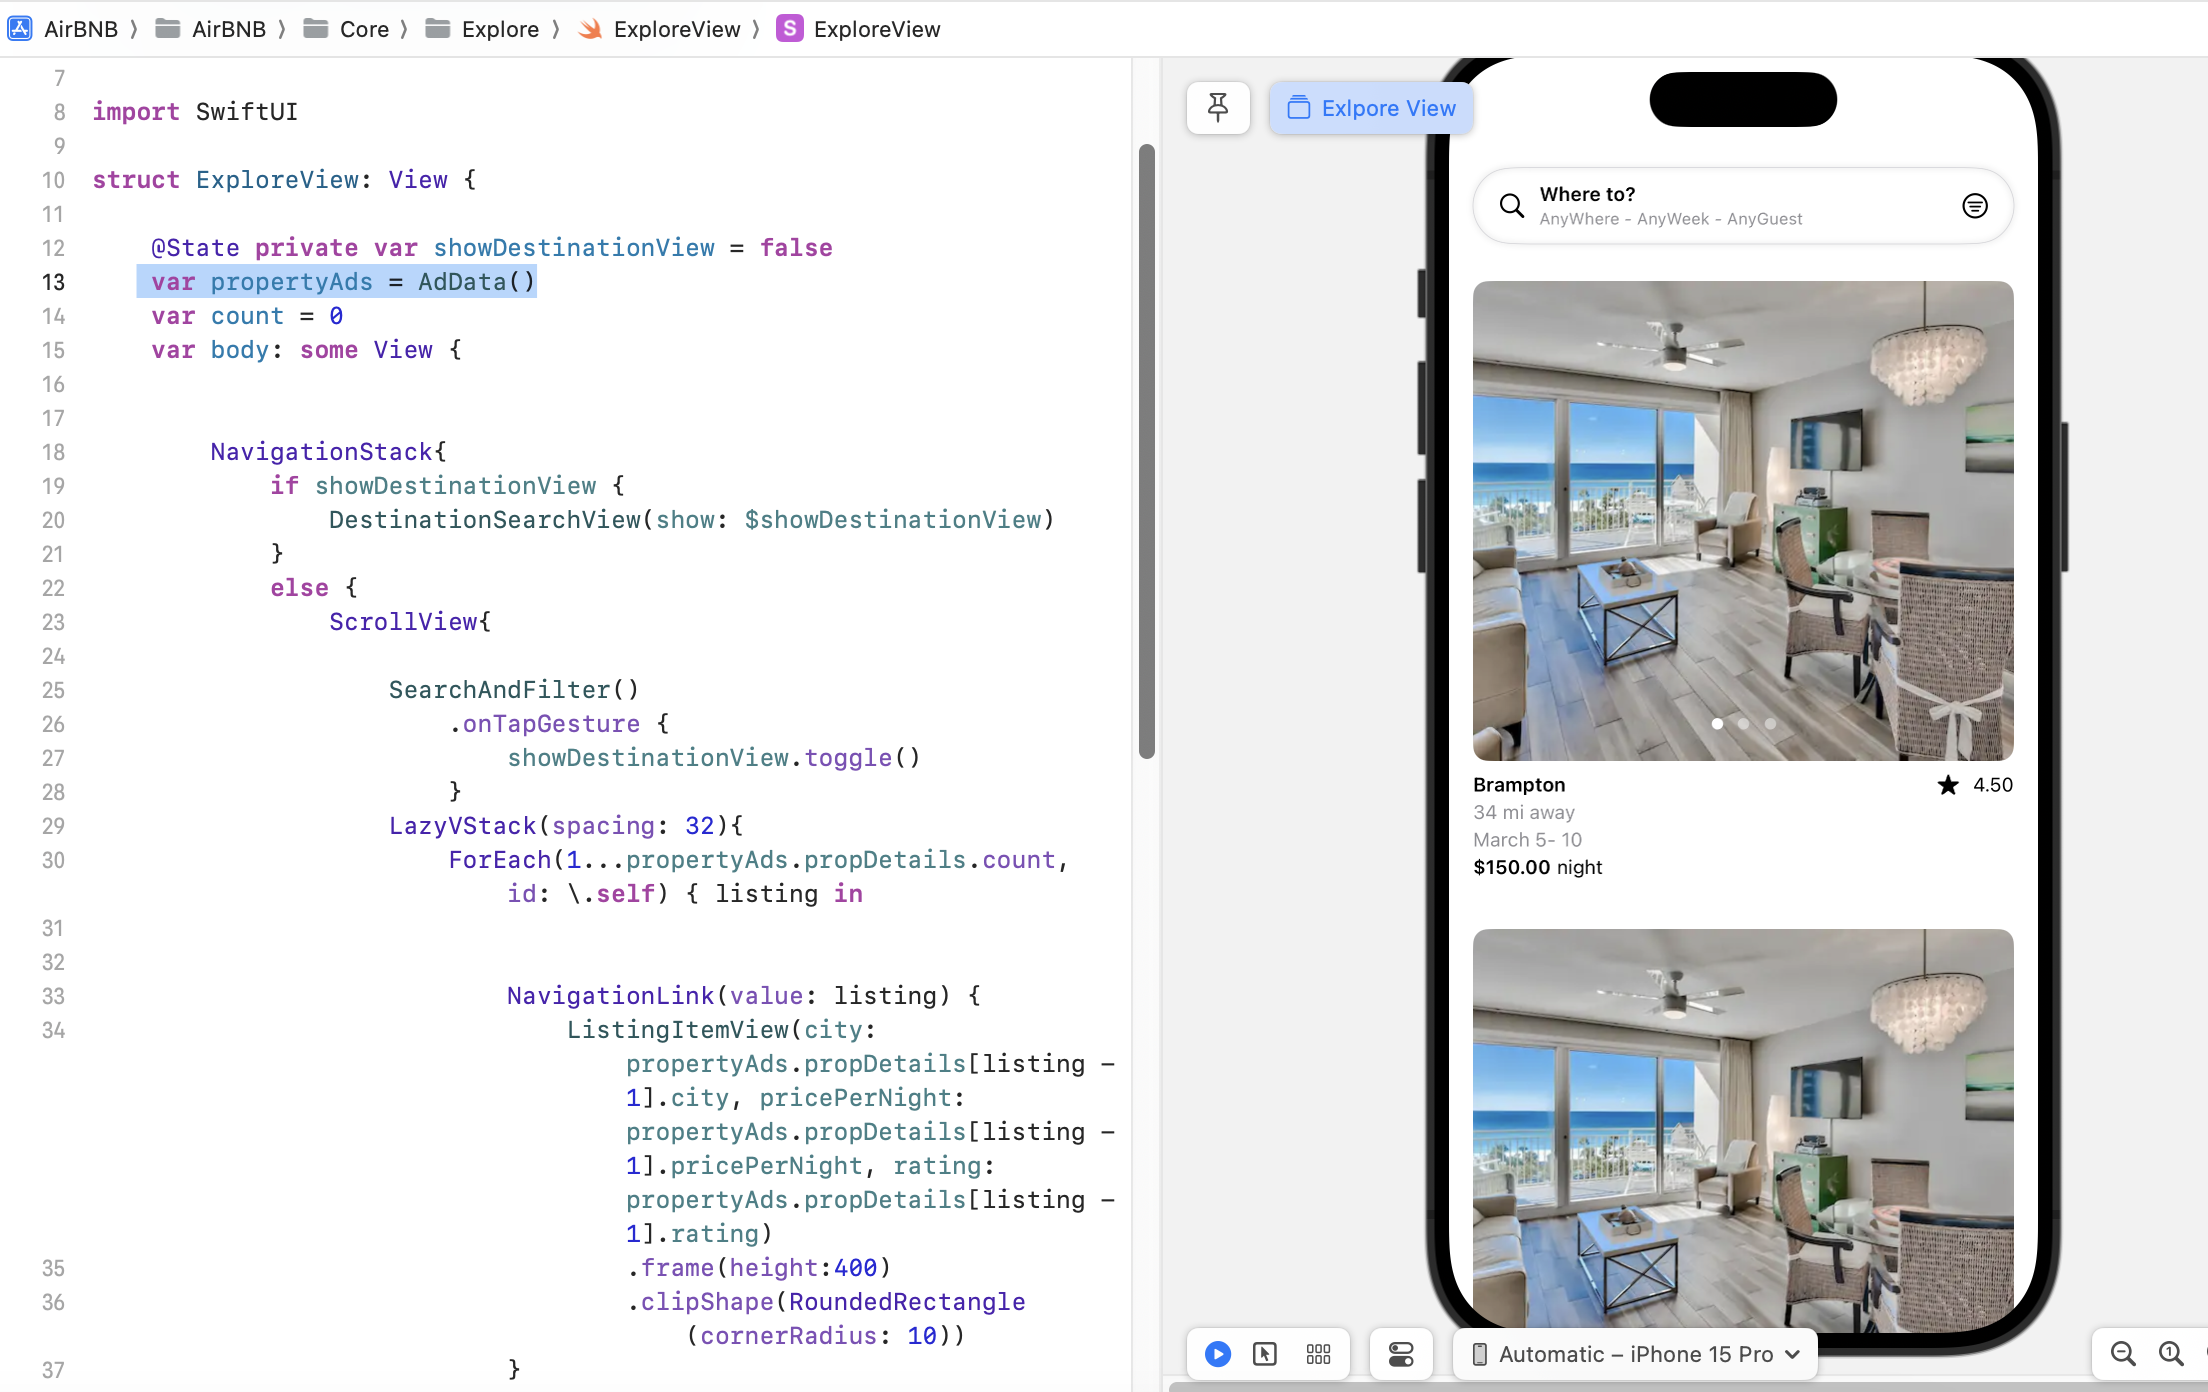 AirBNB 〉 AirBNB 〉 Core 〉 Explore 〉 ExploreView 〉 S ExploreView
7
8 import SwiftUI
9
10 struct ExploreView: View {
11
12 @State private var showDestinationView = false
13 var propertyAds = AdData()
14 var count = 0
15 var body: some View {
16
17
18 NavigationStack{
19 if showDestinationView {
20 DestinationSearchView(show: $showDestinationView)
21 }
22 else {
23 ScrollView{
24
25 SearchAndFilter()
26 .onTapGesture {
27 showDestinationView.toggle()
28 }
29 LazyVStack(spacing: 32){
30 ForEach(1...propertyAds.propDetails.count,
id: \.self) { listing in
31
32
33 NavigationLink(value: listing) {
34 ListingItemView(city:
propertyAds.propDetails[listing -
1].city, pricePerNight:
propertyAds.propDetails[listing -
1].pricePerNight, rating:
propertyAds.propDetails[listing -
1].rating)
35 .frame(height:400)
36 .clipShape(RoundedRectangle
(cornerRadius: 10))
37 }
Exlpore View
Where to?
AnyWhere - AnyWeek - AnyGuest
Brampton 4.50
34 mi away
March 5- 10
$150.00 night
Automatic – iPhone 15 Pro
1